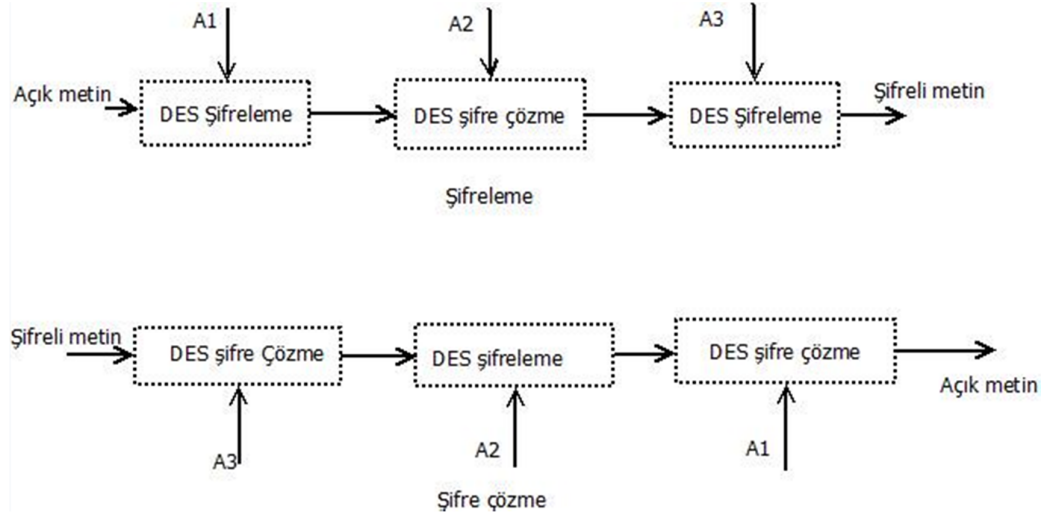 A1
A2
A3
Açık metin
DES Şifreleme
DES şifre çözme
DES Şifreleme
Şifreli metin
Şifreleme
Şifreli metin
DES şifre Çözme
DES şifreleme
DES şifre çözme
Açık metin
A3
A2
A1
Şifre çözme